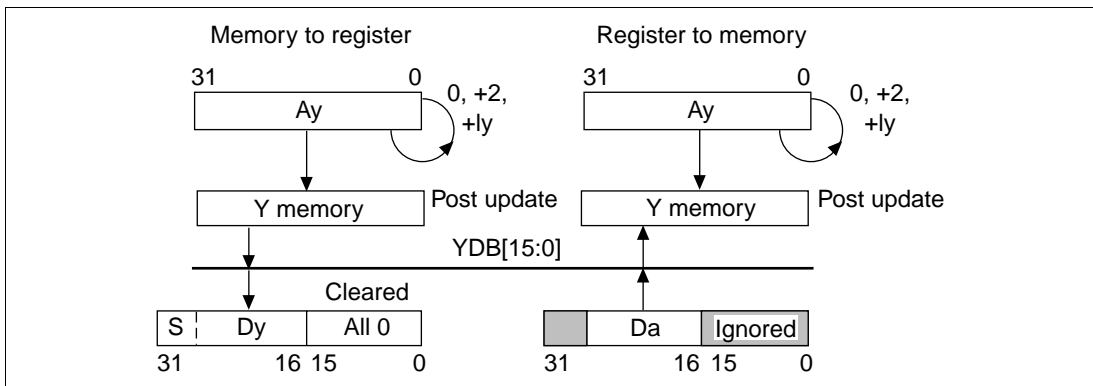 Memory to register
Register to memory
31 0
31 0
Ay
0, +2,
+Iy
Ay
0, +2,
+Iy
Y memory
Post update
Y memory
Post update
YDB[15:0]
Cleared
S Dy All 0
Da Ignored
31 16 15 0
31 16 15 0